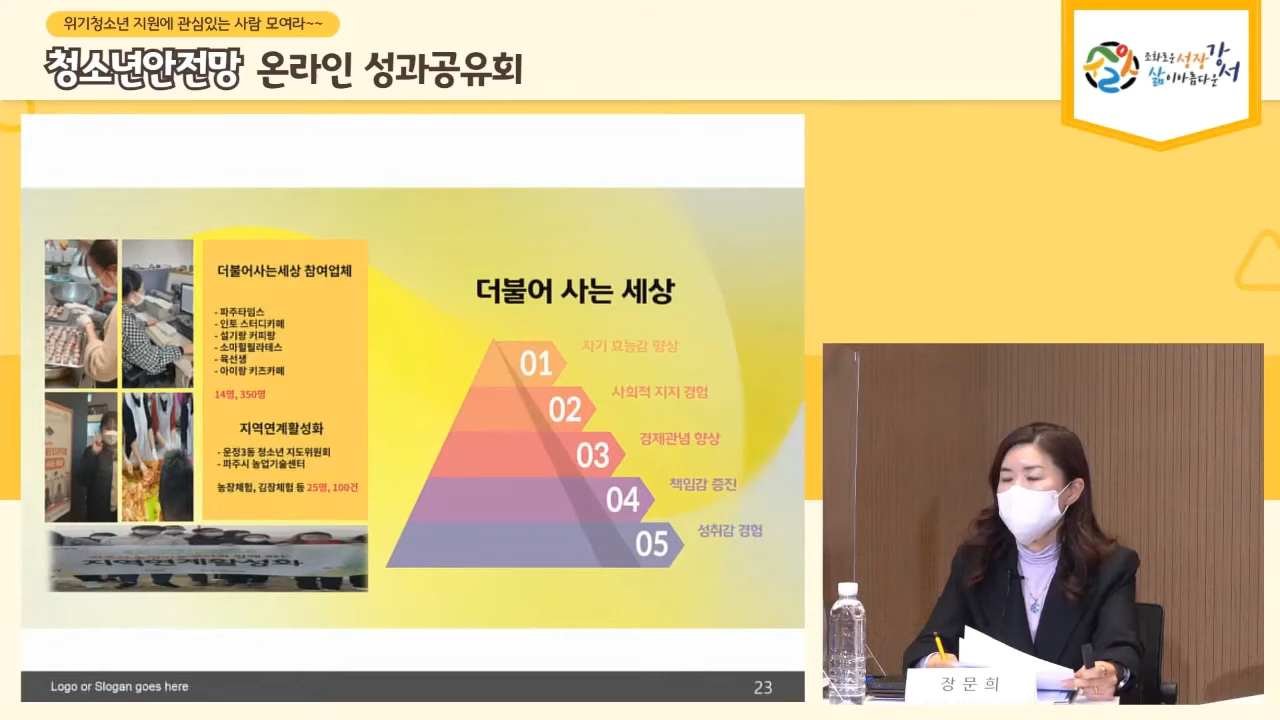 위기청소년 지원에 관심있는 사람 모여라~~
청소년안전망 온라인 성과공유회
조화로운 성장 강서
삶이아름다운
더불어사는세상 참여업체
- 파주타임스
- 인토 스터디카페
- 설기랑 커피랑
- 소마힐링라테스
- 육선생
- 아이랑 키즈카페
14명, 350명
지역연계활성화
- 운정3동 청소년 지도위원회
- 파주시 농업기술센터
농장체험, 김장체험 등 25명, 100건
지역연계활성화
더불어 사는 세상
01 자기 효능감 향상
02 사회적 지지 경험
03 경제관념 향상
04 책임감 증진
05 성취감 경험
Logo or Slogan goes here
23
장문희